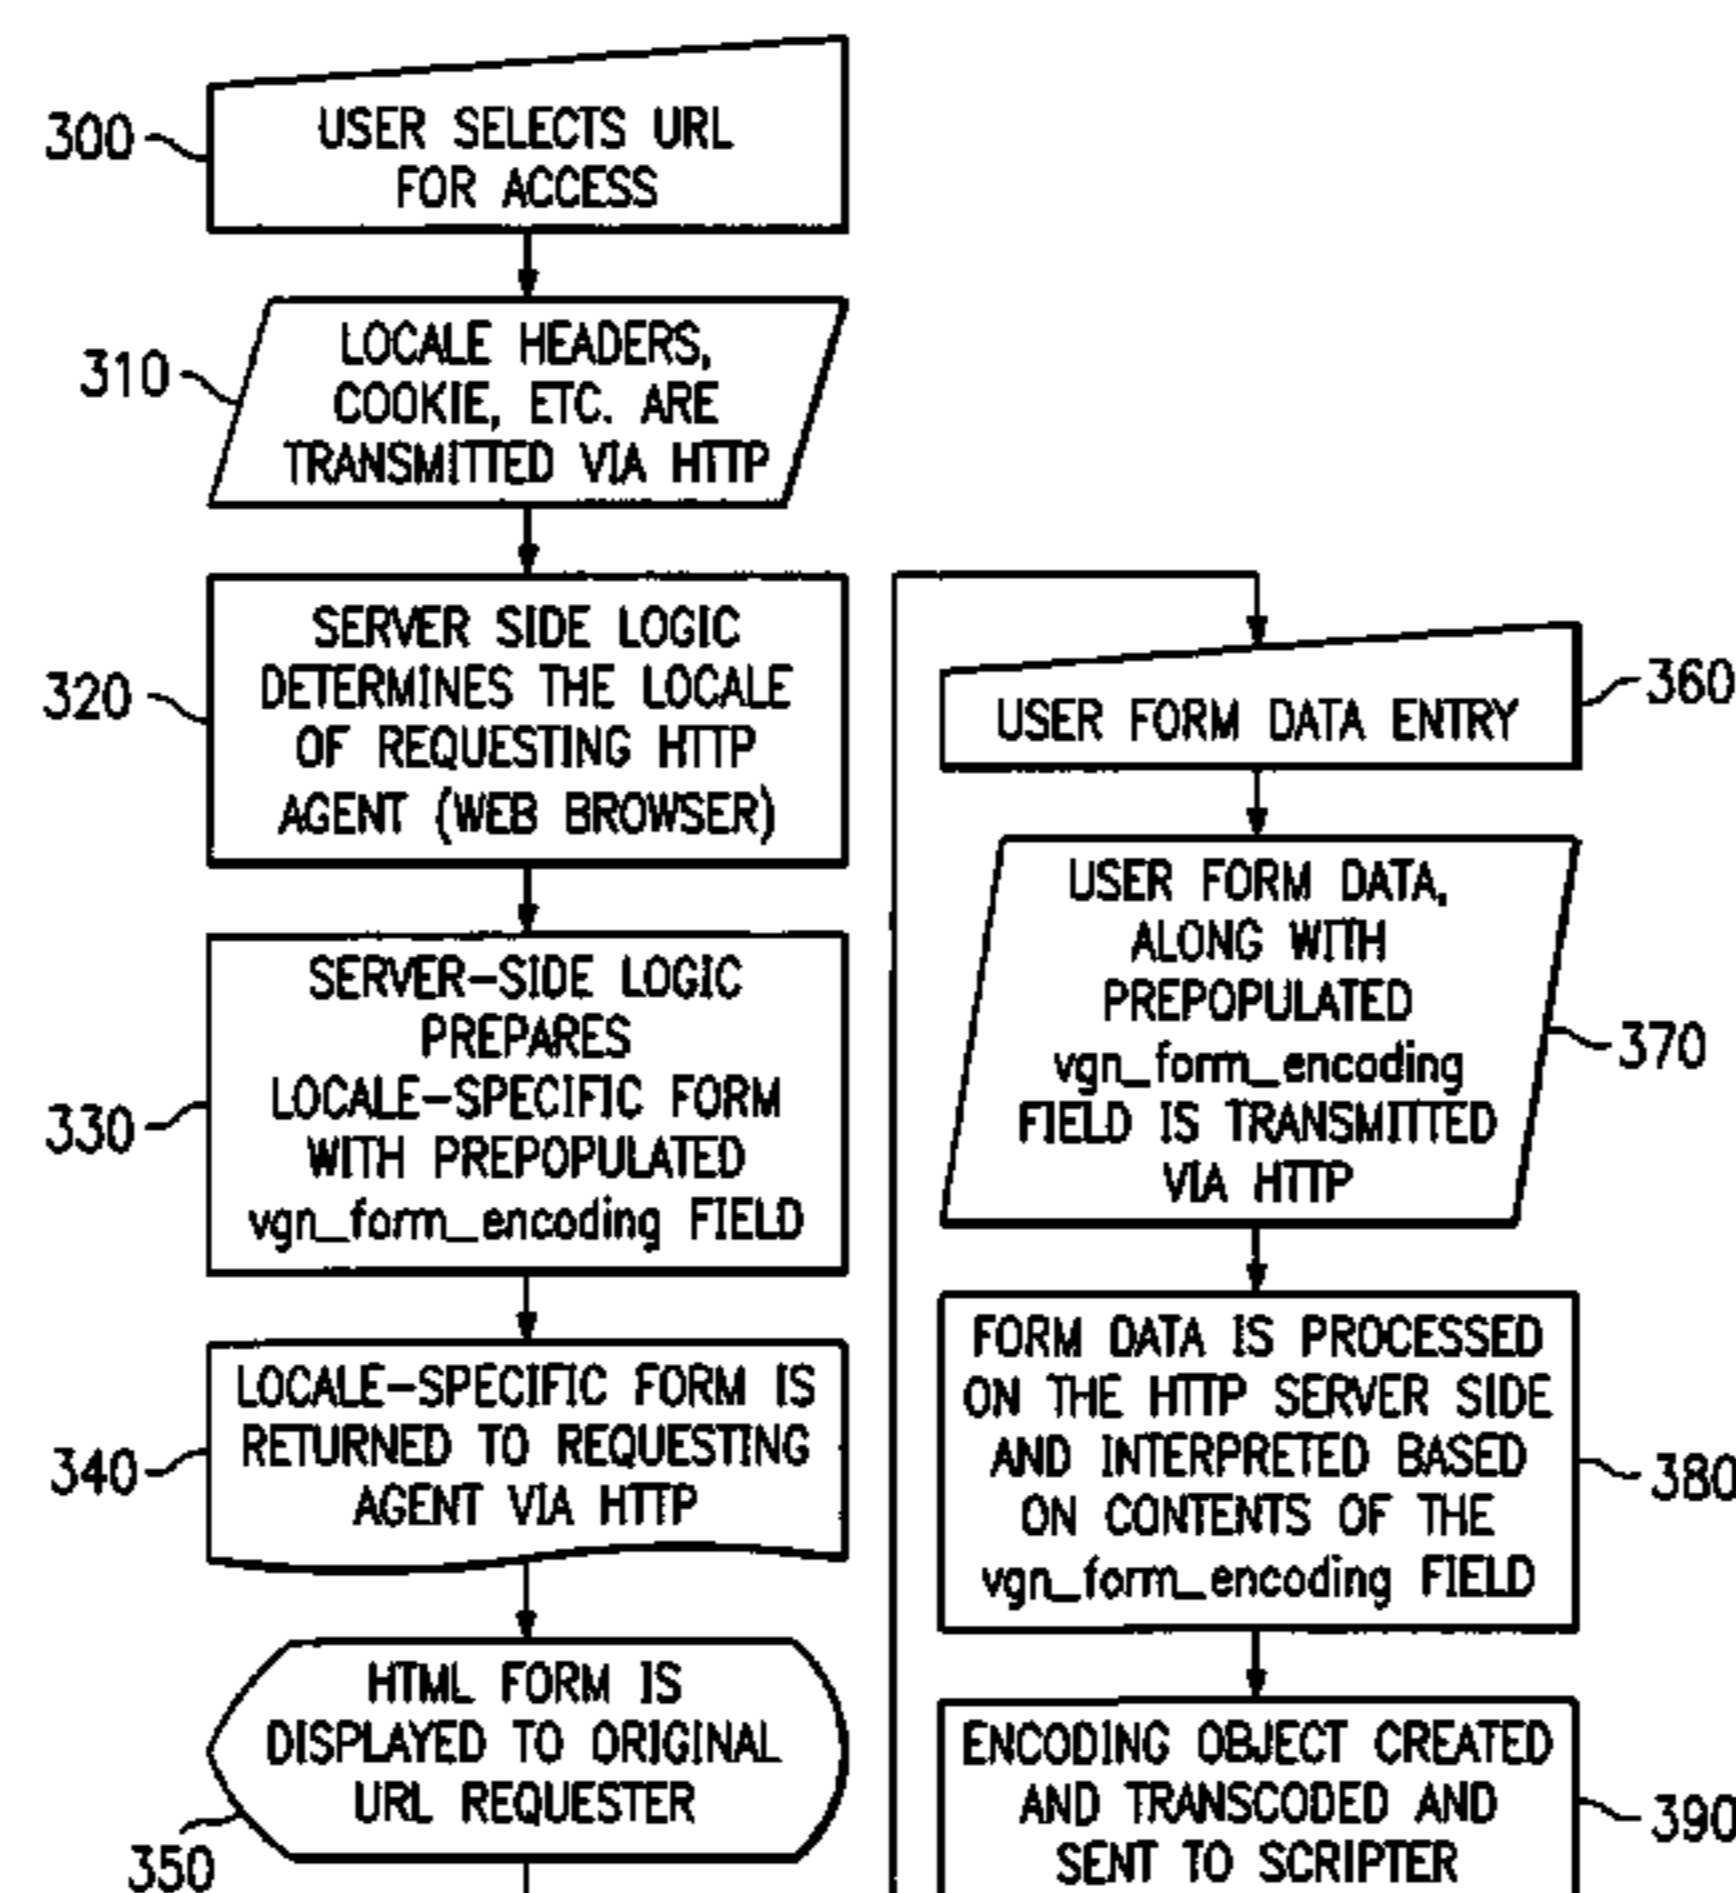 300
USER SELECTS URL
FOR ACCESS
310
LOCALE HEADERS,
COOKIE, ETC. ARE
TRANSMITTED VIA HTTP
320
SERVER SIDE LOGIC
DETERMINES THE LOCALE
OF REQUESTING HTTP
AGENT (WEB BROWSER)
330
SERVER-SIDE LOGIC
PREPARES
LOCALE-SPECIFIC FORM
WITH PREPOPULATED
vgn_form_encoding FIELD
340
LOCALE-SPECIFIC FORM IS
RETURNED TO REQUESTING
AGENT VIA HTTP
350
HTML FORM IS
DISPLAYED TO ORIGINAL
URL REQUESTER
360
USER FORM DATA ENTRY
370
USER FORM DATA,
ALONG WITH
PREPOPULATED
vgn_form_encoding
FIELD IS TRANSMITTED
VIA HTTP
380
FORM DATA IS PROCESSED
ON THE HTTP SERVER SIDE
AND INTERPRETED BASED
ON CONTENTS OF THE
vgn_form_encoding FIELD
390
ENCODING OBJECT CREATED
AND TRANSCODED AND
SENT TO SCRIPTER